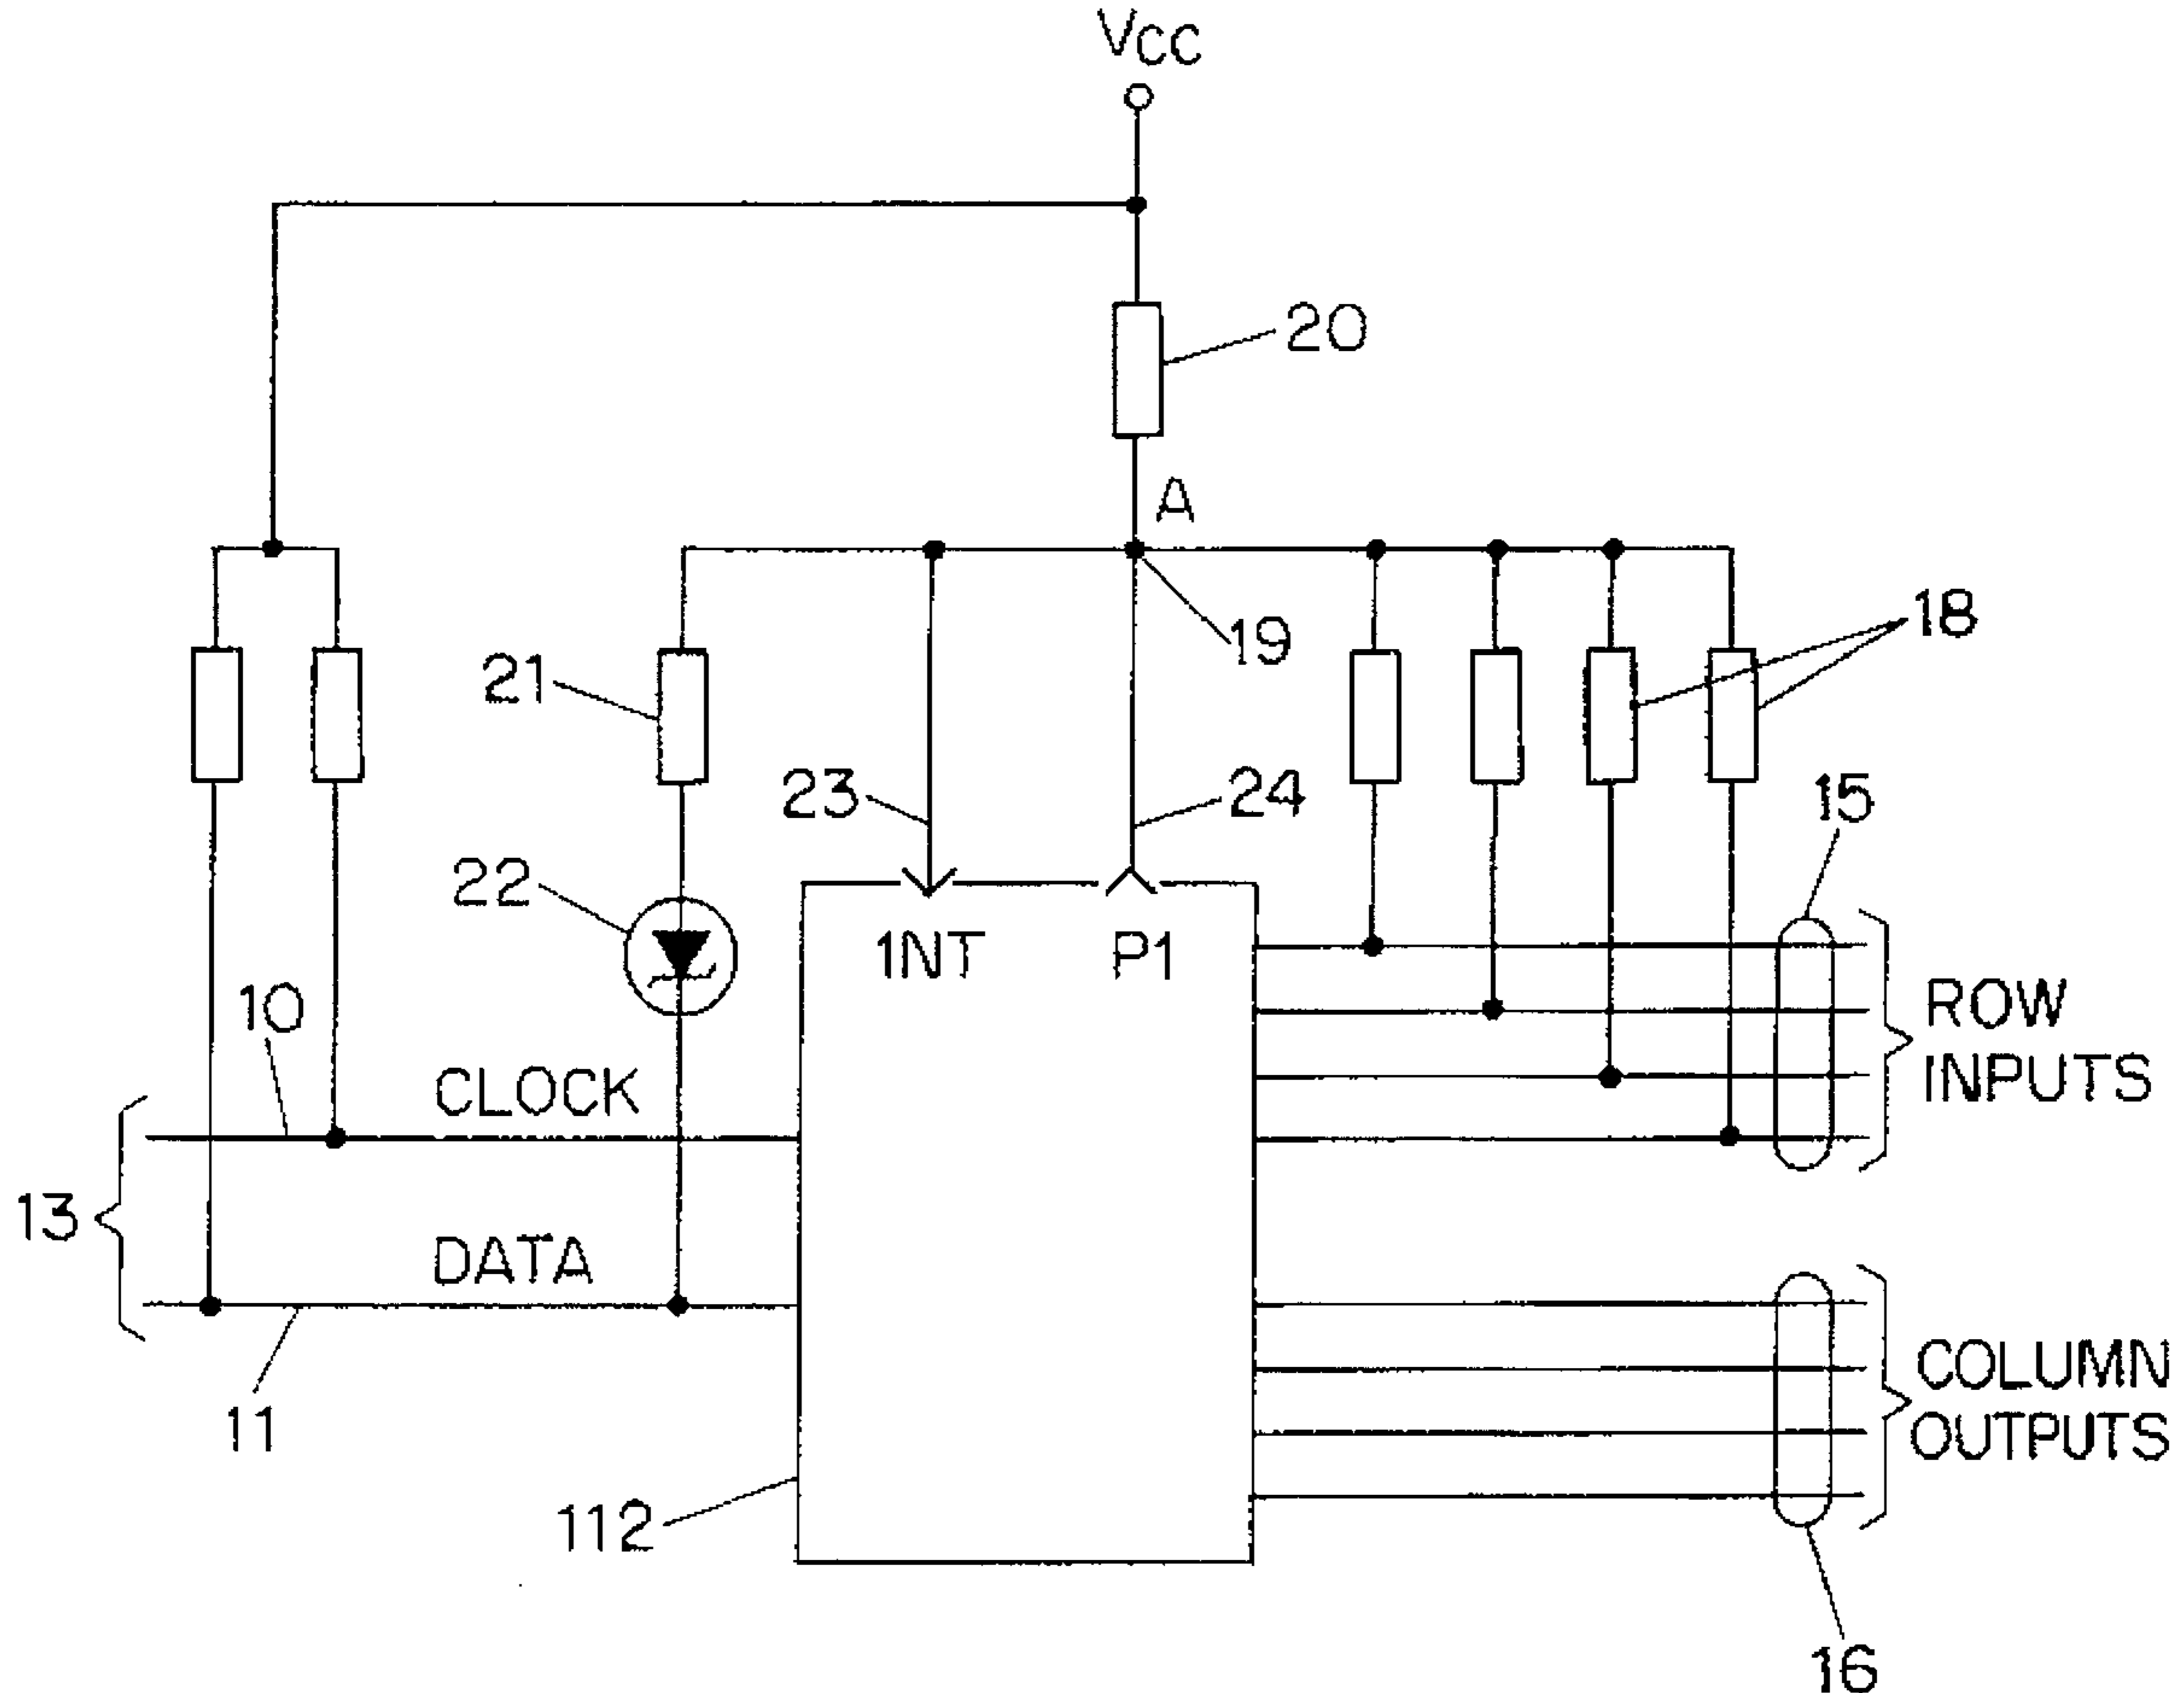 VCC
20
A
19
18
21
23
24
15
22
1NT
P1
10
ROW
INPUTS
CLOCK
13
DATA
11
COLUMN
OUTPUTS
112
16